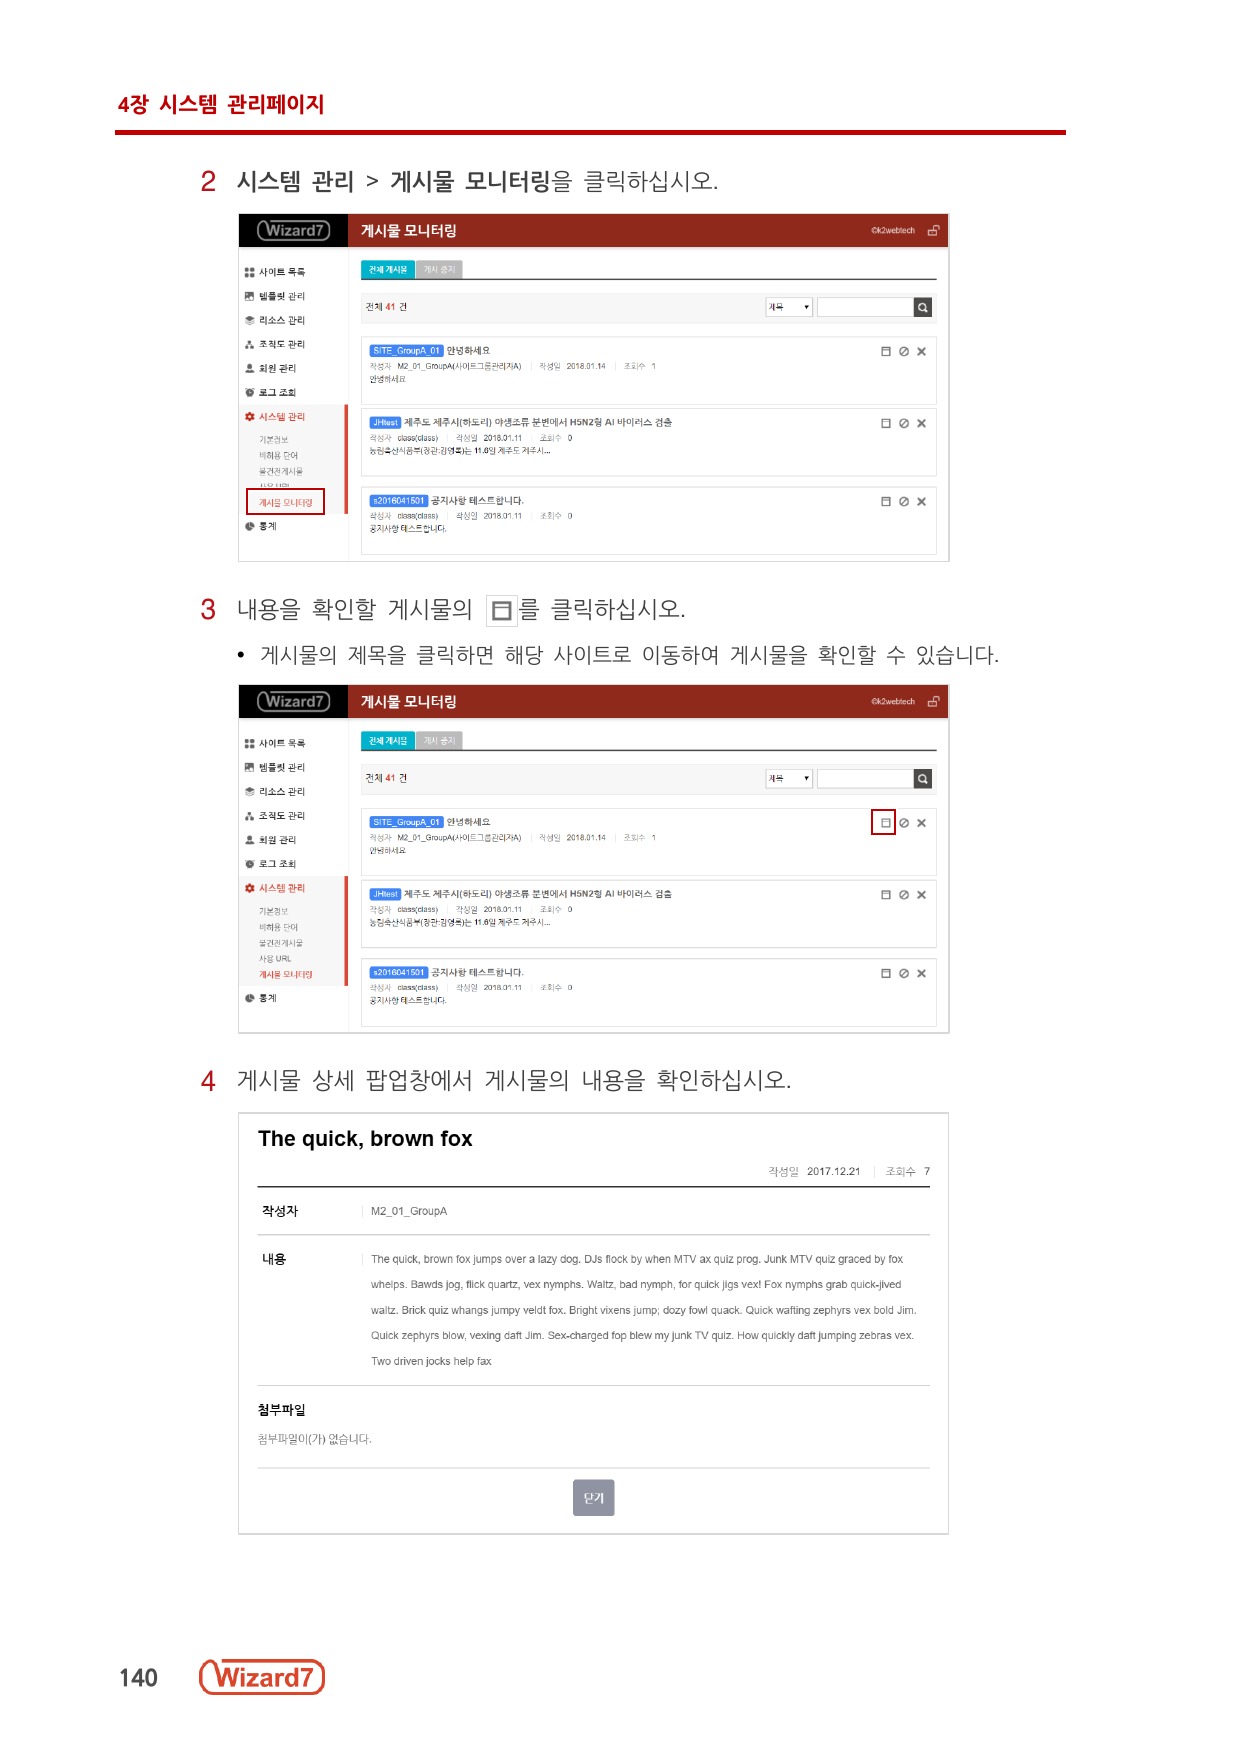 4장 시스템 관리페이지
2 시스템 관리 > 게시물 모니터링을 클릭하십시오.
Wizard7 게시물 모니터링 ©k2webtech
사이트 목록
템플릿 관리
리소스 관리
조직도 관리
회원 관리
로그 조회
시스템 관리
기본정보
비허용 단어
불건전게시물
사용 URL
게시물 모니터링
통계
전체 게시물 게시 중지
전체 41 건 제목
SITE_GroupA_01 안녕하세요
작성자 M2_01_GroupA(사이트그룹관리자A) 작성일 2018.01.14 조회수 1
안녕하세요
JHtest 제주도 제주시(하도리) 야생조류 분변에서 H5N2형 AI 바이러스 검출
작성자 class(class) 작성일 2018.01.11 조회수 0
농림축산식품부(장관:김영록)는 11.6일 제주도 제주시...
s2016041501 공지사항 테스트합니다.
작성자 class(class) 작성일 2018.01.11 조회수 0
공지사항 테스트합니다.
3 내용을 확인할 게시물의 를 클릭하십시오.
• 게시물의 제목을 클릭하면 해당 사이트로 이동하여 게시물을 확인할 수 있습니다.
Wizard7 게시물 모니터링 ©k2webtech
사이트 목록
템플릿 관리
리소스 관리
조직도 관리
회원 관리
로그 조회
시스템 관리
기본정보
비허용 단어
불건전게시물
사용 URL
게시물 모니터링
통계
전체 게시물 게시 중지
전체 41 건 제목
SITE_GroupA_01 안녕하세요
작성자 M2_01_GroupA(사이트그룹관리자A) 작성일 2018.01.14 조회수 1
안녕하세요
JHtest 제주도 제주시(하도리) 야생조류 분변에서 H5N2형 AI 바이러스 검출
작성자 class(class) 작성일 2018.01.11 조회수 0
농림축산식품부(장관:김영록)는 11.6일 제주도 제주시...
s2016041501 공지사항 테스트합니다.
작성자 class(class) 작성일 2018.01.11 조회수 0
공지사항 테스트합니다.
4 게시물 상세 팝업창에서 게시물의 내용을 확인하십시오.
The quick, brown fox
작성일 2017.12.21 조회수 7
작성자 M2_01_GroupA
내용 The quick, brown fox jumps over a lazy dog. DJs flock by when MTV ax quiz prog. Junk MTV quiz graced by fox
whelps. Bawds jog, flick quartz, vex nymphs. Waltz, bad nymph, for quick jigs vex! Fox nymphs grab quick-jived
waltz. Brick quiz whangs jumpy veldt fox. Bright vixens jump; dozy fowl quack. Quick wafting zephyrs vex bold Jim.
Quick zephyrs blow, vexing daft Jim. Sex-charged fop blew my junk TV quiz. How quickly daft jumping zebras vex.
Two driven jocks help fax
첨부파일
첨부파일이(가) 없습니다.
닫기
140 Wizard7